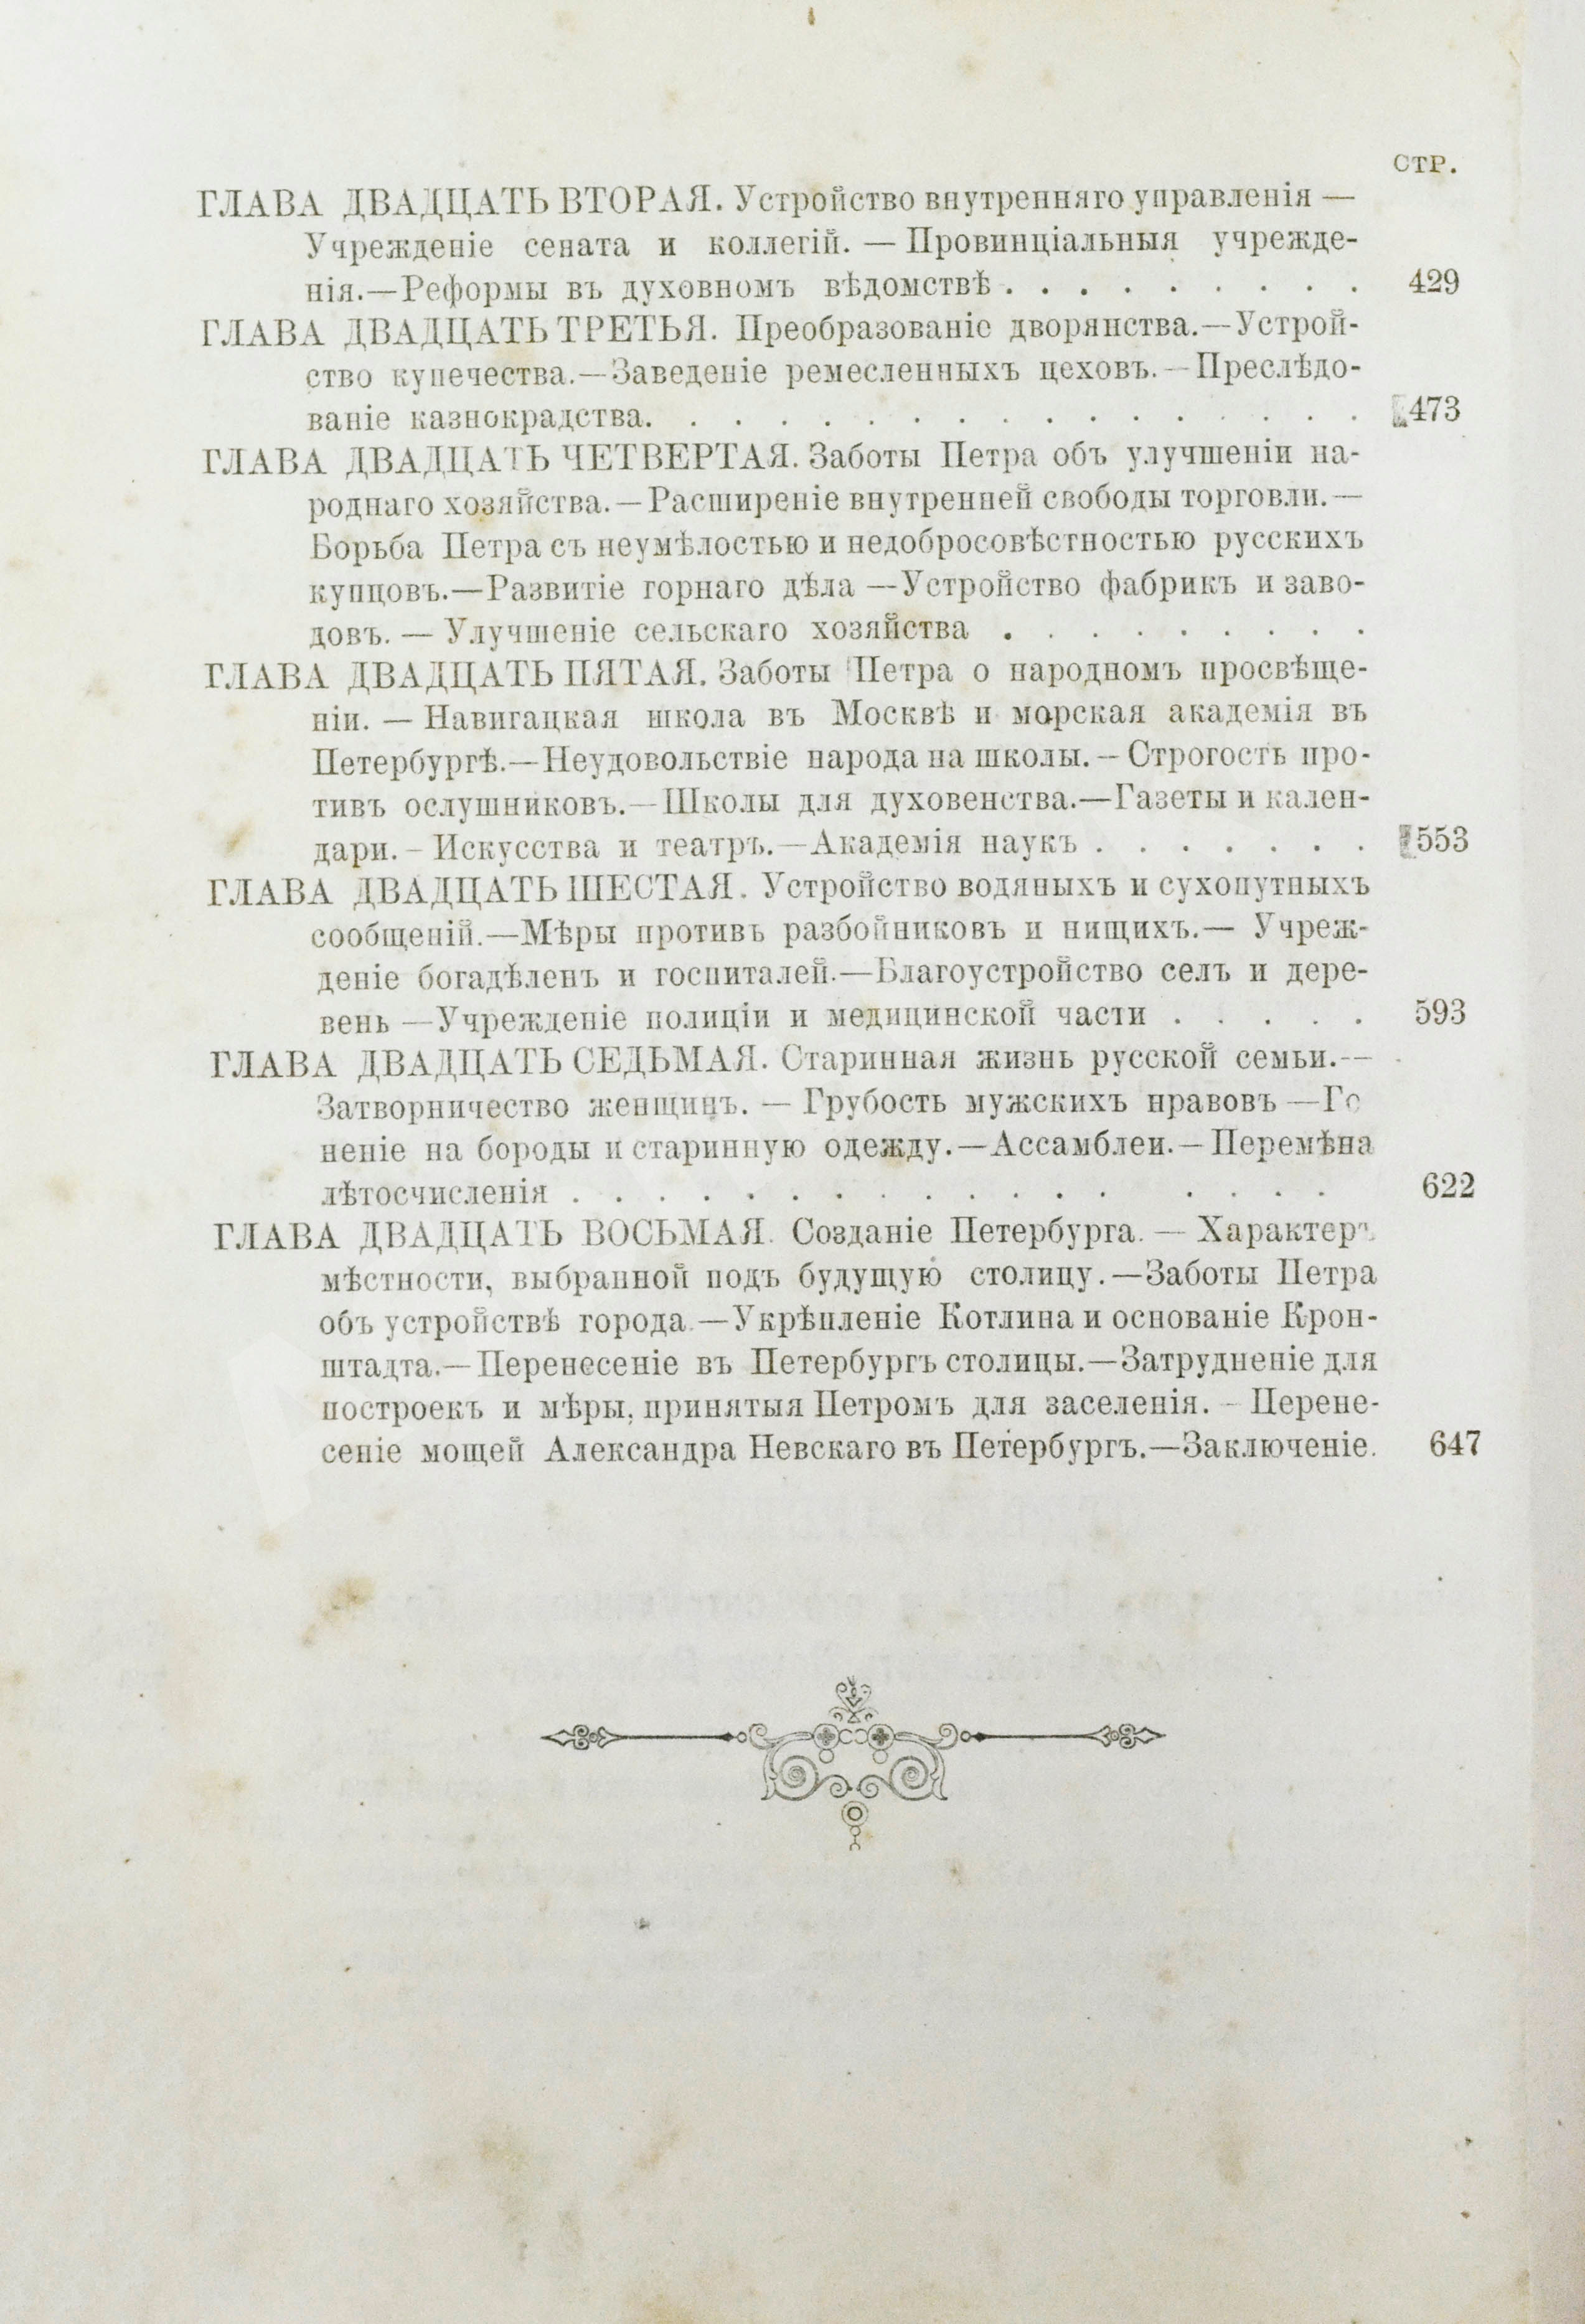 СТР.
ГЛАВА ДВАДЦАТЬ ВТОРАЯ. Устройство внутренняго управленія —
Учрежденіе сената и коллегій. — Провинціальныя учрежде-
нія.—Реформы въ духовномъ вѣдомствѣ . . . . . . . . . 429
ГЛАВА ДВАДЦАТЬ ТРЕТЬЯ. Преобразованіе дворянства.—Устрой-
ство купечества.—Заведеніе ремесленныхъ цеховъ.—Преслѣдо-
ваніе казнокрадства. . . . . . . . . . . . . . . . . 473
ГЛАВА ДВАДЦАТЬ ЧЕТВЕРТАЯ. Заботы Петра объ улучшеніи на-
роднаго хозяйства.—Расширеніе внутренней свободы торговли.—
Борьба Петра съ неумѣлостью и недобросовѣстностью русскихъ
купцовъ.—Развитіе горнаго дѣла —Устройство фабрикъ и заво-
довъ. — Улучшеніе сельскаго хозяйства . . . . . . . . .
ГЛАВА ДВАДЦАТЬ ПЯТАЯ. Заботы Петра о народномъ просвѣще-
ніи. — Навигацкая школа въ Москвѣ и морская академія въ
Петербургѣ.—Неудовольствіе народа на школы.—Строгость про-
тивъ ослушниковъ.—Школы для духовенства.—Газеты и кален-
дари.—Искусства и театръ.—Академія наукъ . . . . . . . 553
ГЛАВА ДВАДЦАТЬ ШЕСТАЯ. Устройство водяныхъ и сухопутныхъ
сообщеній.—Мѣры противъ разбойниковъ и нищихъ.— Учреж-
деніе богадѣленъ и госпиталей.—Благоустройство селъ и дере-
вень —Учрежденіе полиціи и медицинской части . . . . . 593
ГЛАВА ДВАДЦАТЬ СЕДЬМАЯ. Старинная жизнь русской семьи.—
Затворничество женщинъ. — Грубость мужскихъ нравовъ —Го
неніе на бороды и старинную одежду.—Ассамблеи.—Перемѣна
лѣтосчисленія . . . . . . . . . . . . . . . . . 622
ГЛАВА ДВАДЦАТЬ ВОСЬМАЯ. Созданіе Петербурга. — Характеръ
мѣстности, выбранной подъ будущую столицу.—Заботы Петра
объ устройствѣ города.—Укрѣпленіе Котлина и основаніе Крон-
штадта.—Перенесеніе въ Петербургъ столицы.—Затрудненіе для
построекъ и мѣры, принятыя Петромъ для заселенія. — Перене-
сеніе мощей Александра Невскаго въ Петербургъ.—Заключеніе. 647